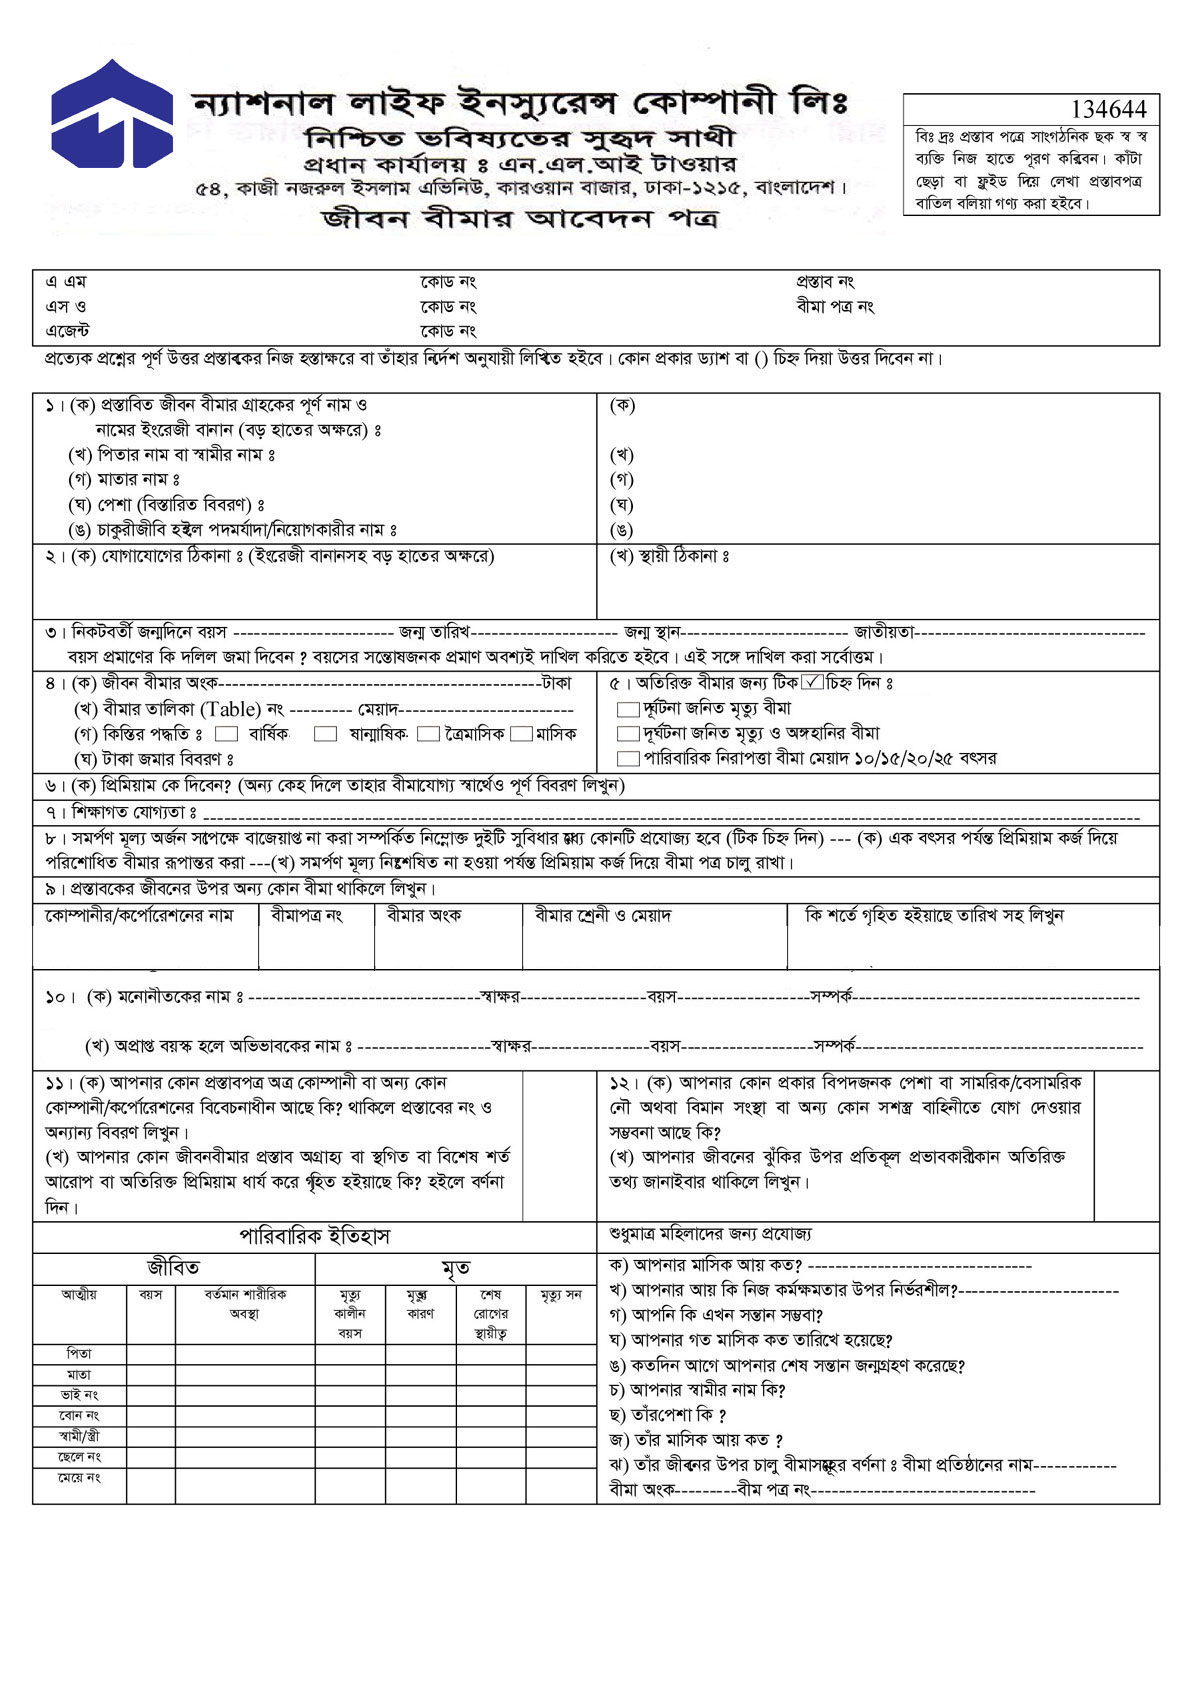 ন্যাশনাল লাইফ ইনস্যুরেন্স কোম্পানী লিঃ
নিশ্চিত ভবিষ্যতের সুহৃদ সাথী
প্রধান কার্যালয় ঃ এন.এল.আই টাওয়ার
৫৪, কাজী নজরুল ইসলাম এভিনিউ, কারওয়ান বাজার, ঢাকা-১২১৫, বাংলাদেশ।
জীবন বীমার আবেদন পত্র
134644
বিঃ দ্রঃ প্রস্তাব পত্রে সাংগঠনিক ছক স্ব স্ব
ব্যক্তি নিজ হাতে পূরণ করিবেন। কাঁটা
ছেড়া বা ফ্লুইড দিয়ে লেখা প্রস্তাবপত্র
বাতিল বলিয়া গণ্য করা হইবে।
এ এম কোড নং প্রস্তাব নং
এস ও কোড নং বীমা পত্র নং
এজেন্ট কোড নং
প্রত্যেক প্রশ্নের পূর্ণ উত্তর প্রস্তাবকের নিজ হস্তাক্ষরে বা তাঁহার নির্দেশ অনুযায়ী লিখিত হইবে। কোন প্রকার ড্যাশ বা () চিহ্ন দিয়া উত্তর দিবেন না।
১। (ক) প্রস্তাবিত জীবন বীমার গ্রাহকের পূর্ণ নাম ও (ক)
নামের ইংরেজী বানান (বড় হাতের অক্ষরে) ঃ
(খ) পিতার নাম বা স্বামীর নাম ঃ (খ)
(গ) মাতার নাম ঃ (গ)
(ঘ) পেশা (বিস্তারিত বিবরণ) ঃ (ঘ)
(ঙ) চাকুরীজীবি হইলে পদমর্যাদা/নিয়োগকারীর নাম ঃ (ঙ)
২। (ক) যোগাযোগের ঠিকানা ঃ (ইংরেজী বানানসহ বড় হাতের অক্ষরে) (খ) স্থায়ী ঠিকানা ঃ
৩। নিকটবর্তী জন্মদিনে বয়স ----------------------- জন্ম তারিখ--------------------- জন্ম স্থান------------------------ জাতীয়তা---------------------------------
বয়স প্রমাণের কি দলিল জমা দিবেন ? বয়সের সন্তোষজনক প্রমাণ অবশ্যই দাখিল করিতে হইবে। এই সঙ্গে দাখিল করা সর্বোত্তম।
৪। (ক) জীবন বীমার অংক----------------------------------------------টাকা
(খ) বীমার তালিকা (Table) নং --------- মেয়াদ-------------------------
(গ) কিস্তির পদ্ধতি ঃ বার্ষিক ষান্মাষিক ত্রৈমাসিক মাসিক
(ঘ) টাকা জমার বিবরণ ঃ
৫। অতিরিক্ত বীমার জন্য টিক ✓ চিহ্ন দিন ঃ
দূর্ঘটনা জনিত মৃত্যু বীমা
দূর্ঘটনা জনিত মৃত্যু ও অঙ্গহানির বীমা
পারিবারিক নিরাপত্তা বীমা মেয়াদ ১০/১৫/২০/২৫ বৎসর
৬। (ক) প্রিমিয়াম কে দিবেন? (অন্য কেহ দিলে তাহার বীমাযোগ্য স্বার্থেও পূর্ণ বিবরণ লিখুন)
৭। শিক্ষাগত যোগ্যতা ঃ
৮। সমর্পণ মূল্য অর্জন সাপেক্ষে বাজেয়াপ্ত না করা সম্পর্কিত নিম্নোক্ত দুইটি সুবিধার মধ্যে কোনটি প্রযোজ্য হবে (টিক চিহ্ন দিন) --- (ক) এক বৎসর পর্যন্ত প্রিমিয়াম কর্জ দিয়ে
পরিশোধিত বীমার রূপান্তর করা ---(খ) সমর্পণ মূল্য নিঃশেষিত না হওয়া পর্যন্ত প্রিমিয়াম কর্জ দিয়ে বীমা পত্র চালু রাখা।
৯। প্রস্তাবকের জীবনের উপর অন্য কোন বীমা থাকিলে লিখুন।
কোম্পানীর/কর্পোরেশনের নাম বীমাপত্র নং বীমার অংক বীমার শ্রেনী ও মেয়াদ কি শর্তে গৃহিত হইয়াছে তারিখ সহ লিখুন
১০। (ক) মনোনীতকের নাম ঃ ---------------------------------স্বাক্ষর------------------বয়স-------------------সম্পর্ক-----------------------------------------
(খ) অপ্রাপ্ত বয়স্ক হলে অভিভাবকের নাম ঃ -------------------স্বাক্ষর-----------------বয়স-------------------সম্পর্ক-----------------------------------------
১১। (ক) আপনার কোন প্রস্তাবপত্র অত্র কোম্পানী বা অন্য কোন
কোম্পানী/কর্পোরেশনের বিবেচনাধীন আছে কি? থাকিলে প্রস্তাবের নং ও
অন্যান্য বিবরণ লিখুন।
(খ) আপনার কোন জীবনবীমার প্রস্তাব অগ্রাহ্য বা স্থগিত বা বিশেষ শর্ত
আরোপ বা অতিরিক্ত প্রিমিয়াম ধার্য করে গৃহিত হইয়াছে কি? হইলে বর্ণনা
দিন।
১২। (ক) আপনার কোন প্রকার বিপদজনক পেশা বা সামরিক/বেসামরিক
নৌ অথবা বিমান সংস্থা বা অন্য কোন সশস্ত্র বাহিনীতে যোগ দেওয়ার
সম্ভবনা আছে কি?
(খ) আপনার জীবনের ঝুঁকির উপর প্রতিকূল প্রভাবকারী কোন অতিরিক্ত
তথ্য জানাইবার থাকিলে লিখুন।
পারিবারিক ইতিহাস
জীবিত মৃত
আত্মীয় বয়স বর্তমান শারীরিক অবস্থা মৃত্যু কালীন বয়স মৃত্যুর কারণ শেষ রোগের স্থায়ীত্ব মৃত্যু সন
পিতা
মাতা
ভাই নং
বোন নং
স্বামী/স্ত্রী
ছেলে নং
মেয়ে নং
শুধুমাত্র মহিলাদের জন্য প্রযোজ্য
ক) আপনার মাসিক আয় কত? --------------------------------
খ) আপনার আয় কি নিজ কর্মক্ষমতার উপর নির্ভরশীল?-----------------------
গ) আপনি কি এখন সন্তান সম্ভবা?
ঘ) আপনার গত মাসিক কত তারিখে হয়েছে?
ঙ) কতদিন আগে আপনার শেষ সন্তান জন্মগ্রহণ করেছে?
চ) আপনার স্বামীর নাম কি?
ছ) তাঁর পেশা কি ?
জ) তাঁর মাসিক আয় কত ?
ঝ) তাঁর জীবনের উপর চালু বীমাসমূহের বর্ণনা ঃ বীমা প্রতিষ্ঠানের নাম------------
বীমা অংক---------বীম পত্র নং--------------------------------